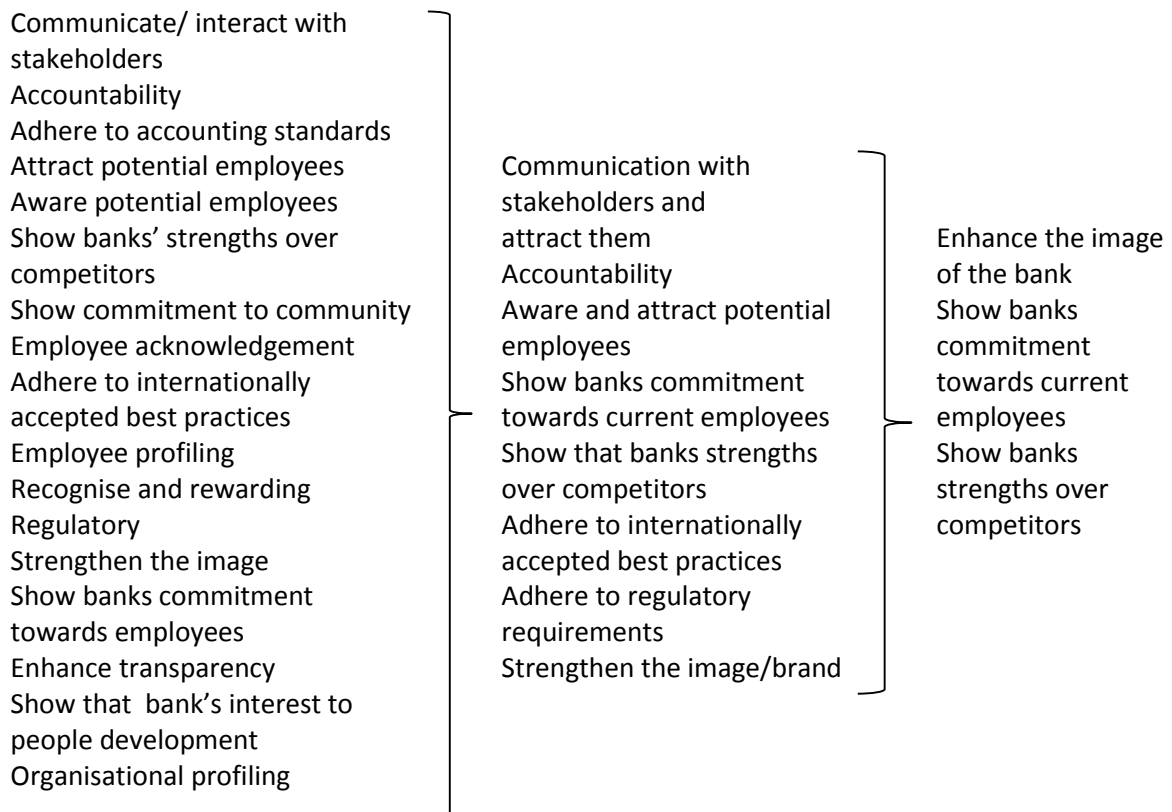 Communicate/ interact with
stakeholders
Accountability
Adhere to accounting standards
Attract potential employees
Aware potential employees
Show banks’ strengths over
competitors
Show commitment to community
Employee acknowledgement
Adhere to internationally
accepted best practices
Employee profiling
Recognise and rewarding
Regulatory
Strengthen the image
Show banks commitment
towards employees
Enhance transparency
Show that  bank’s interest to
people development
Organisational profiling
Communication with
stakeholders and
attract them
Accountability
Aware and attract potential
employees
Show banks commitment
towards current employees
Show that banks strengths
over competitors
Adhere to internationally
accepted best practices
Adhere to regulatory
requirements
Strengthen the image/brand
Enhance the image
of the bank
Show banks
commitment
towards current
employees
Show banks
strengths over
competitors